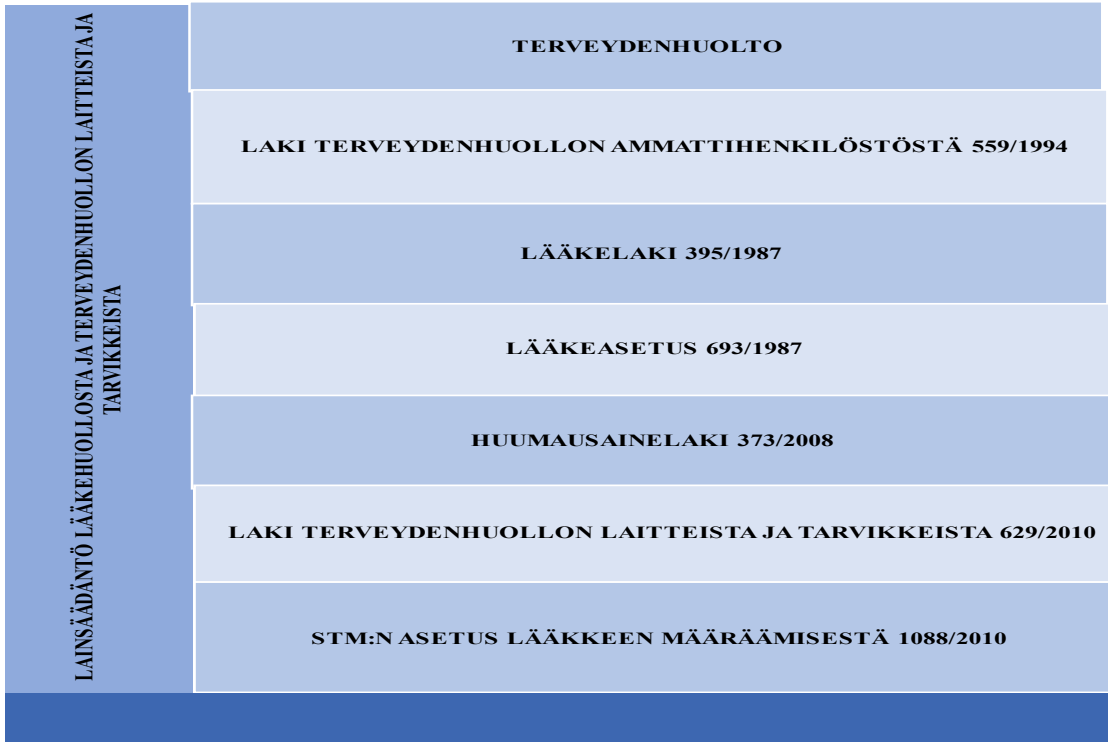 LAINSÄÄDÄNTÖ LÄÄKEHUOLLOSTA JA TERVEYDENHUOLLON LAITTEISTA JA
TARVIKKEISTA
TERVEYDENHUOLTO
LAKI TERVEYDENHUOLLON AMMATTIHENKILÖSTÖSTÄ 559/1994
LÄÄKELAKI 395/1987
LÄÄKEASETUS 693/1987
HUUMAUSAINELAKI 373/2008
LAKI TERVEYDENHUOLLON LAITTEISTA JA TARVIKKEISTA 629/2010
STM:N ASETUS LÄÄKKEEN MÄÄRÄÄMISESTÄ 1088/2010